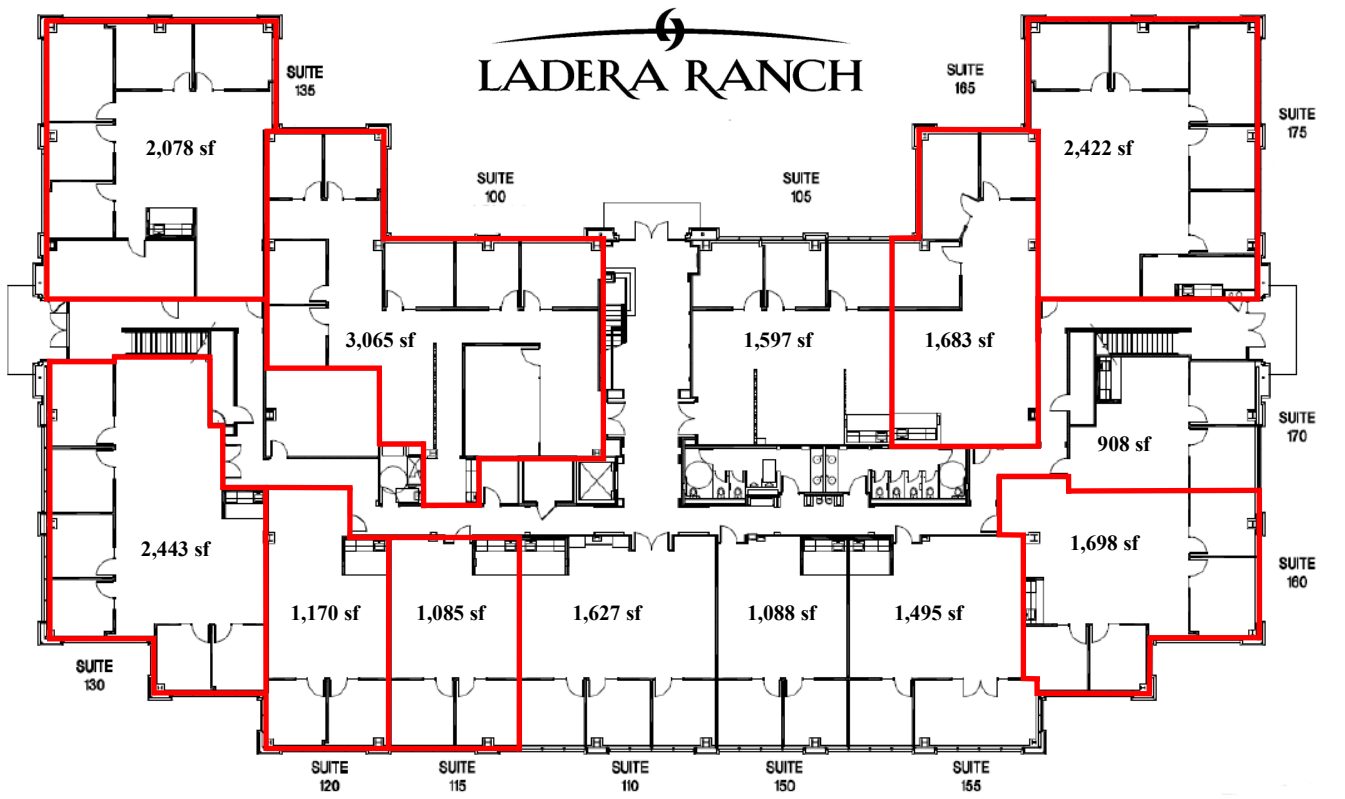 LADERA RANCH
SUITE
135
SUITE
165
SUITE
175
2,078 sf
2,422 sf
SUITE
100
SUITE
105
3,065 sf
1,597 sf
1,683 sf
SUITE
170
908 sf
2,443 sf
1,698 sf
SUITE
160
1,170 sf
1,085 sf
1,627 sf
1,088 sf
1,495 sf
SUITE
130
SUITE
120
SUITE
115
SUITE
110
SUITE
150
SUITE
155